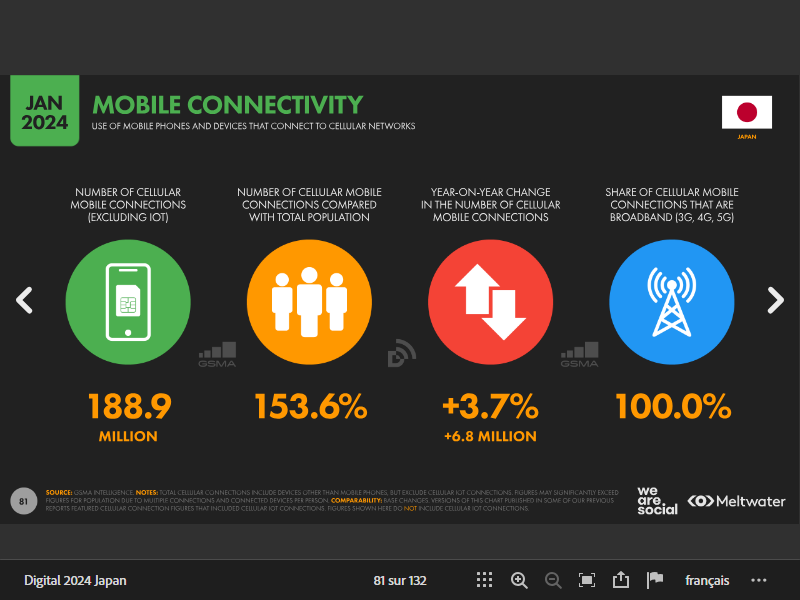 JAN
2024
MOBILE CONNECTIVITY
USE OF MOBILE PHONES AND DEVICES THAT CONNECT TO CELLULAR NETWORKS
JAPAN
NUMBER OF CELLULAR
MOBILE CONNECTIONS
(EXCLUDING IOT)
188.9
MILLION
NUMBER OF CELLULAR MOBILE
CONNECTIONS COMPARED
WITH TOTAL POPULATION
153.6%
YEAR-ON-YEAR CHANGE
IN THE NUMBER OF CELLULAR
MOBILE CONNECTIONS
+3.7%
+6.8 MILLION
SHARE OF CELLULAR MOBILE
CONNECTIONS THAT ARE
BROADBAND (3G, 4G, 5G)
100.0%
GSMA
GSMA
81
SOURCE: GSMA INTELLIGENCE. NOTES: TOTAL CELLULAR CONNECTIONS INCLUDE DEVICES OTHER THAN MOBILE PHONES, BUT EXCLUDE CELLULAR IOT CONNECTIONS. FIGURES MAY SIGNIFICANTLY EXCEED
FIGURES FOR POPULATION DUE TO MULTIPLE CONNECTIONS AND CONNECTED DEVICES PER PERSON. COMPARABILITY: BASE CHANGES. VERSIONS OF THIS CHART PUBLISHED IN SOME OF OUR PREVIOUS
REPORTS FEATURED CELLULAR CONNECTION FIGURES THAT INCLUDED CELLULAR IOT CONNECTIONS. FIGURES SHOWN HERE DO NOT INCLUDE CELLULAR IOT CONNECTIONS.
we
are.
social
Meltwater
Digital 2024 Japan
81 sur 132
français